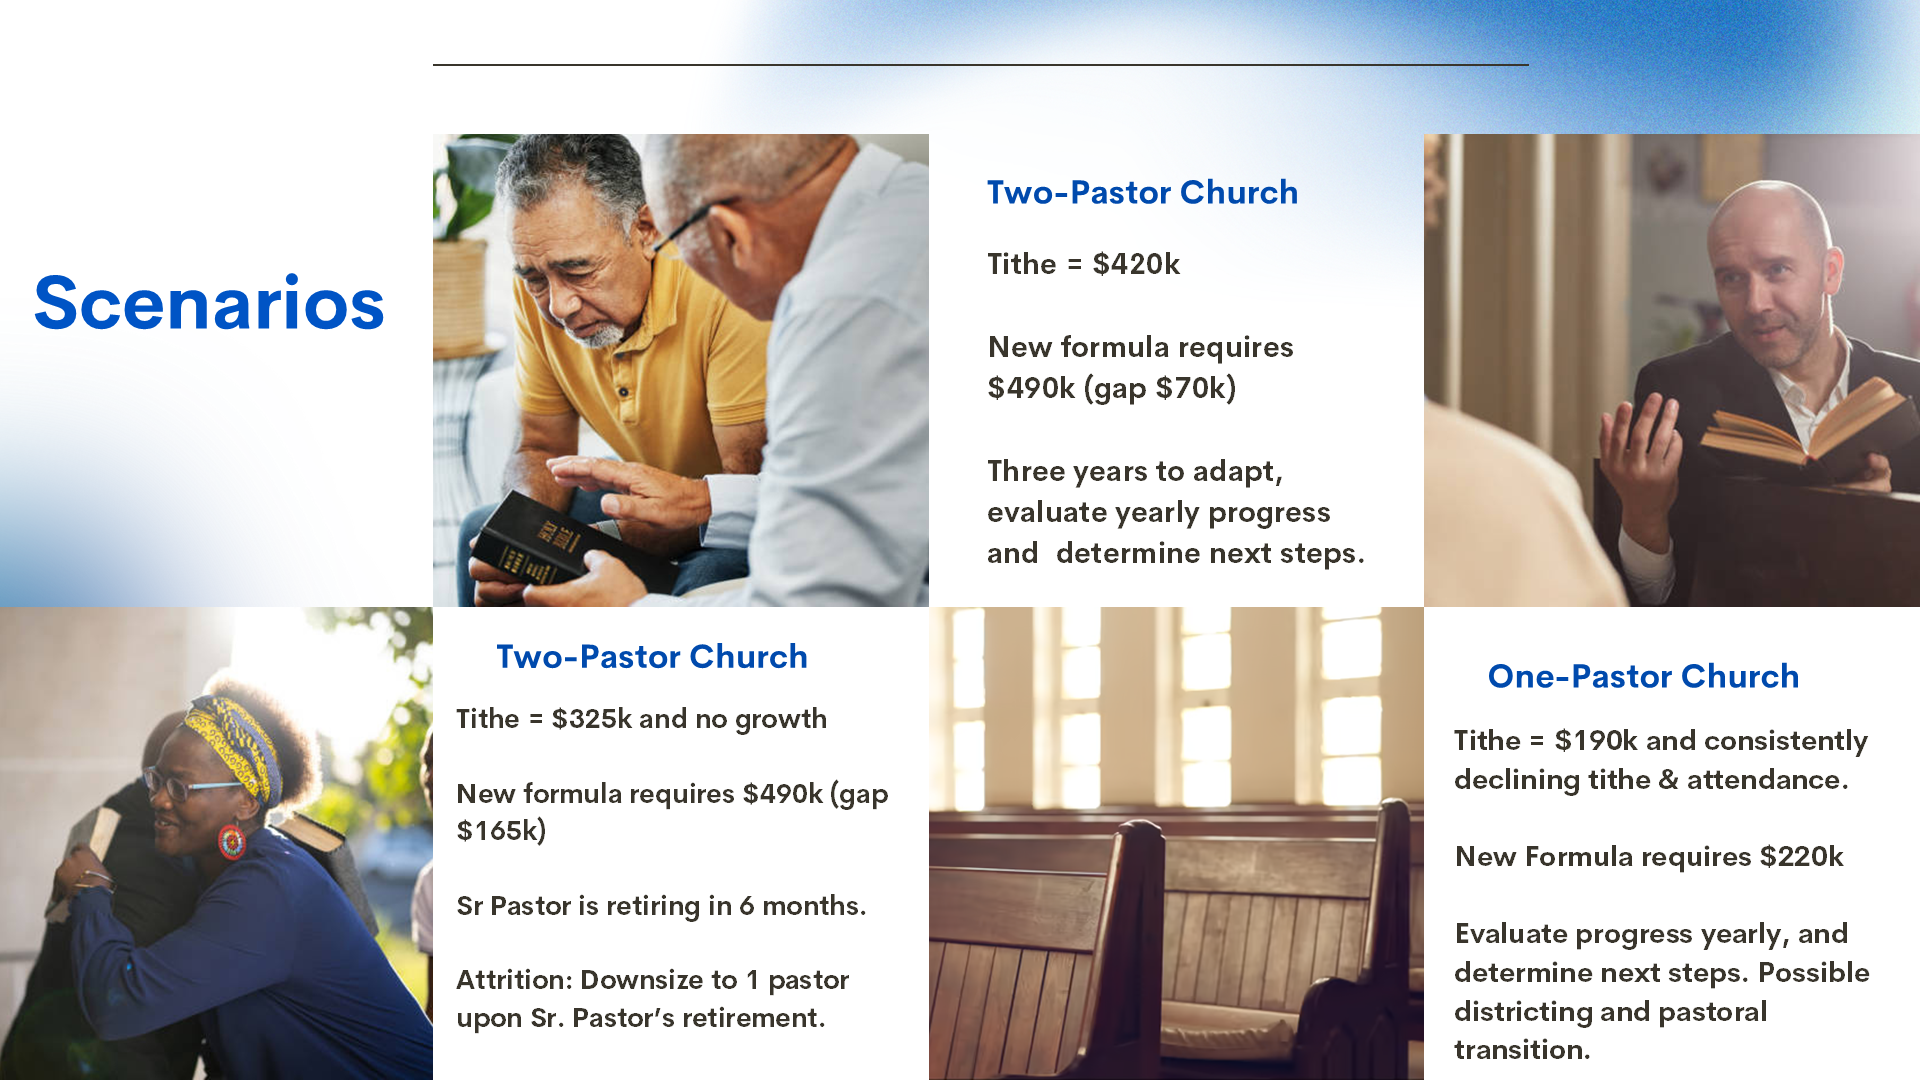 Scenarios
Two-Pastor Church
Tithe = $420k
New formula requires
$490k (gap $70k)
Three years to adapt,
evaluate yearly progress
and  determine next steps.
HOLY
BIBLE
Two-Pastor Church
Tithe = $325k and no growth
New formula requires $490k (gap
$165k)
Sr Pastor is retiring in 6 months.
Attrition: Downsize to 1 pastor
upon Sr. Pastor’s retirement.
One-Pastor Church
Tithe = $190k and consistently
declining tithe & attendance.
New Formula requires $220k
Evaluate progress yearly, and
determine next steps. Possible
districting and pastoral
transition.